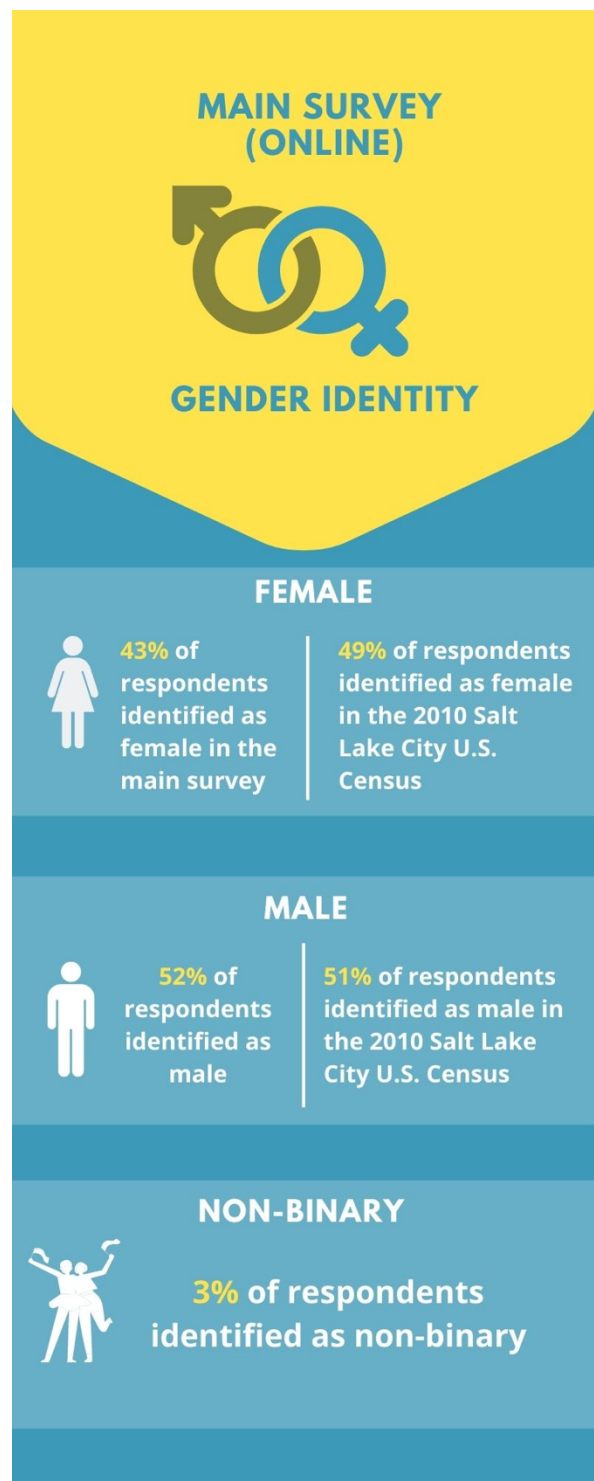 MAIN SURVEY
(ONLINE)
GENDER IDENTITY
FEMALE
43% of
respondents
identified as
female in the
main survey
49% of respondents
identified as female
in the 2010 Salt
Lake City U.S.
Census
MALE
52% of
respondents
identified as
male
51% of respondents
identified as male in
the 2010 Salt Lake
City U.S. Census
NON-BINARY
3% of respondents
identified as non-binary